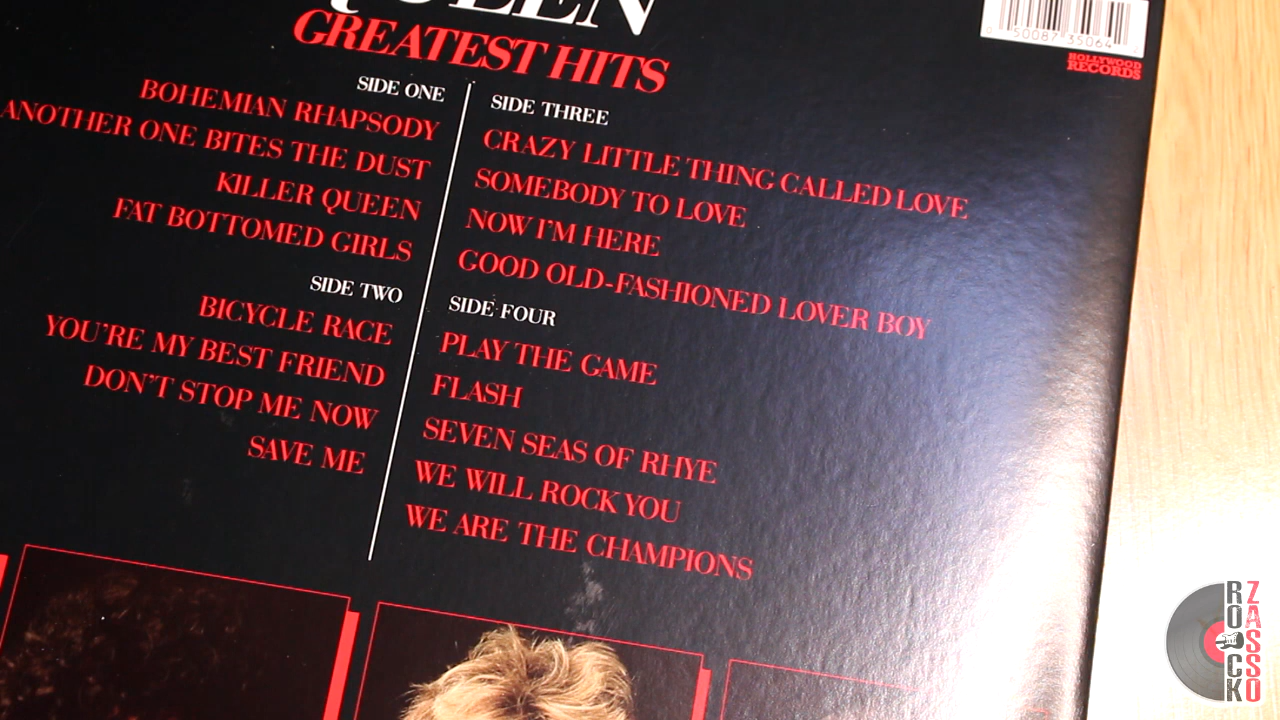 QUEEN
GREATEST HITS
SIDE ONE
BOHEMIAN RHAPSODY
ANOTHER ONE BITES THE DUST
KILLER QUEEN
FAT BOTTOMED GIRLS
SIDE TWO
BICYCLE RACE
YOU'RE MY BEST FRIEND
DON'T STOP ME NOW
SAVE ME
SIDE THREE
CRAZY LITTLE THING CALLED LOVE
SOMEBODY TO LOVE
NOW I'M HERE
GOOD OLD-FASHIONED LOVER BOY
SIDE FOUR
PLAY THE GAME
FLASH
SEVEN SEAS OF RHYE
WE WILL ROCK YOU
WE ARE THE CHAMPIONS
50087 35064
HOLLYWOOD
RECORDS
ROCK
ZASSO